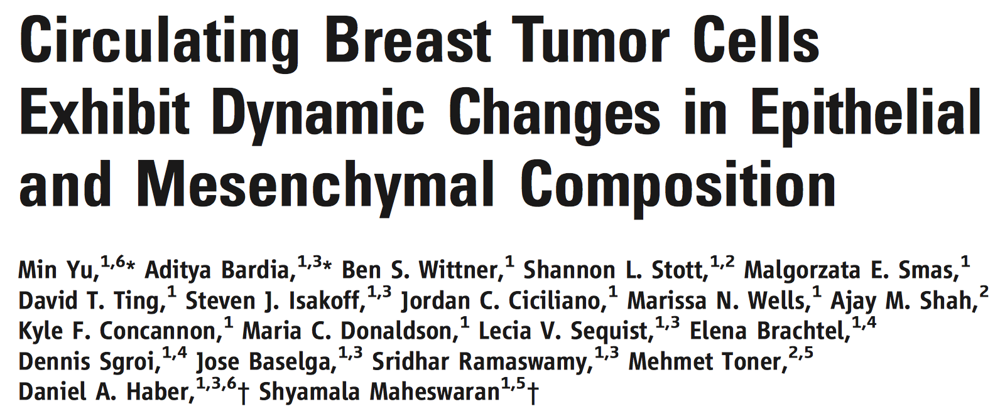 Circulating Breast Tumor Cells
Exhibit Dynamic Changes in Epithelial
and Mesenchymal Composition
Min Yu,1,6* Aditya Bardia,1,3* Ben S. Wittner,1 Shannon L. Stott,1,2 Malgorzata E. Smas,1
David T. Ting,1 Steven J. Isakoff,1,3 Jordan C. Ciciliano,1 Marissa N. Wells,1 Ajay M. Shah,2
Kyle F. Concannon,1 Maria C. Donaldson,1 Lecia V. Sequist,1,3 Elena Brachtel,1,4
Dennis Sgroi,1,4 Jose Baselga,1,3 Sridhar Ramaswamy,1,3 Mehmet Toner,2,5
Daniel A. Haber,1,3,6† Shyamala Maheswaran1,5†